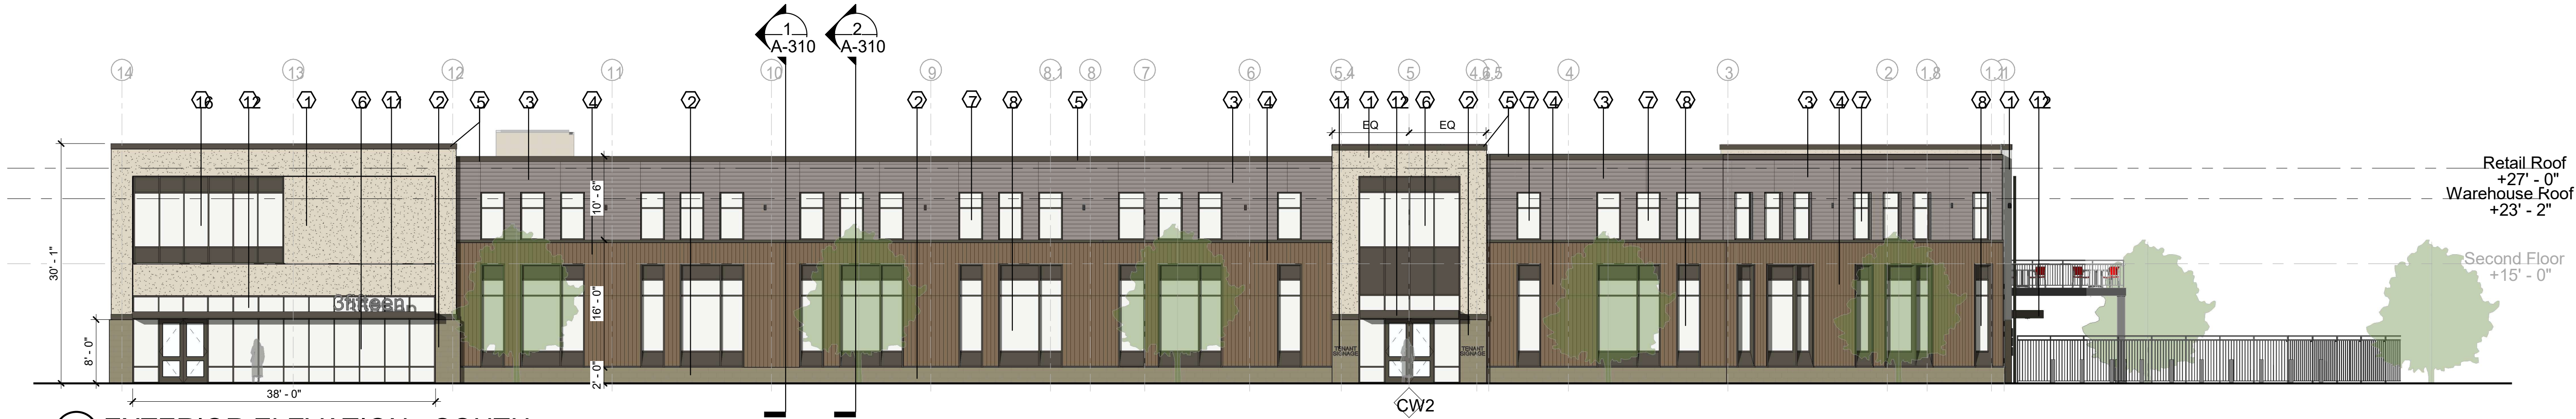 1
A-310
2
A-310
14 13 12 11 10 9 8.1 8 7 6 5.4 5 4 3 2 1.8 1
16 12 1 6 11 2 5 3 4 2 2 7 8 5 3 4 11 1 12 6 2 5 7 4 3 7 8 3 4 7 8 1 12
EQ EQ
Retail Roof
+27' - 0"
Warehouse Roof
+23' - 2"
Second Floor
+15' - 0"
30' - 1"
10' - 6"
16' - 0"
8' - 0"
2' - 0"
TENANT
SIGNAGE
TENANT
SIGNAGE
38' - 0"
CW2
EXTERIOR ELEVATION - SOUTH